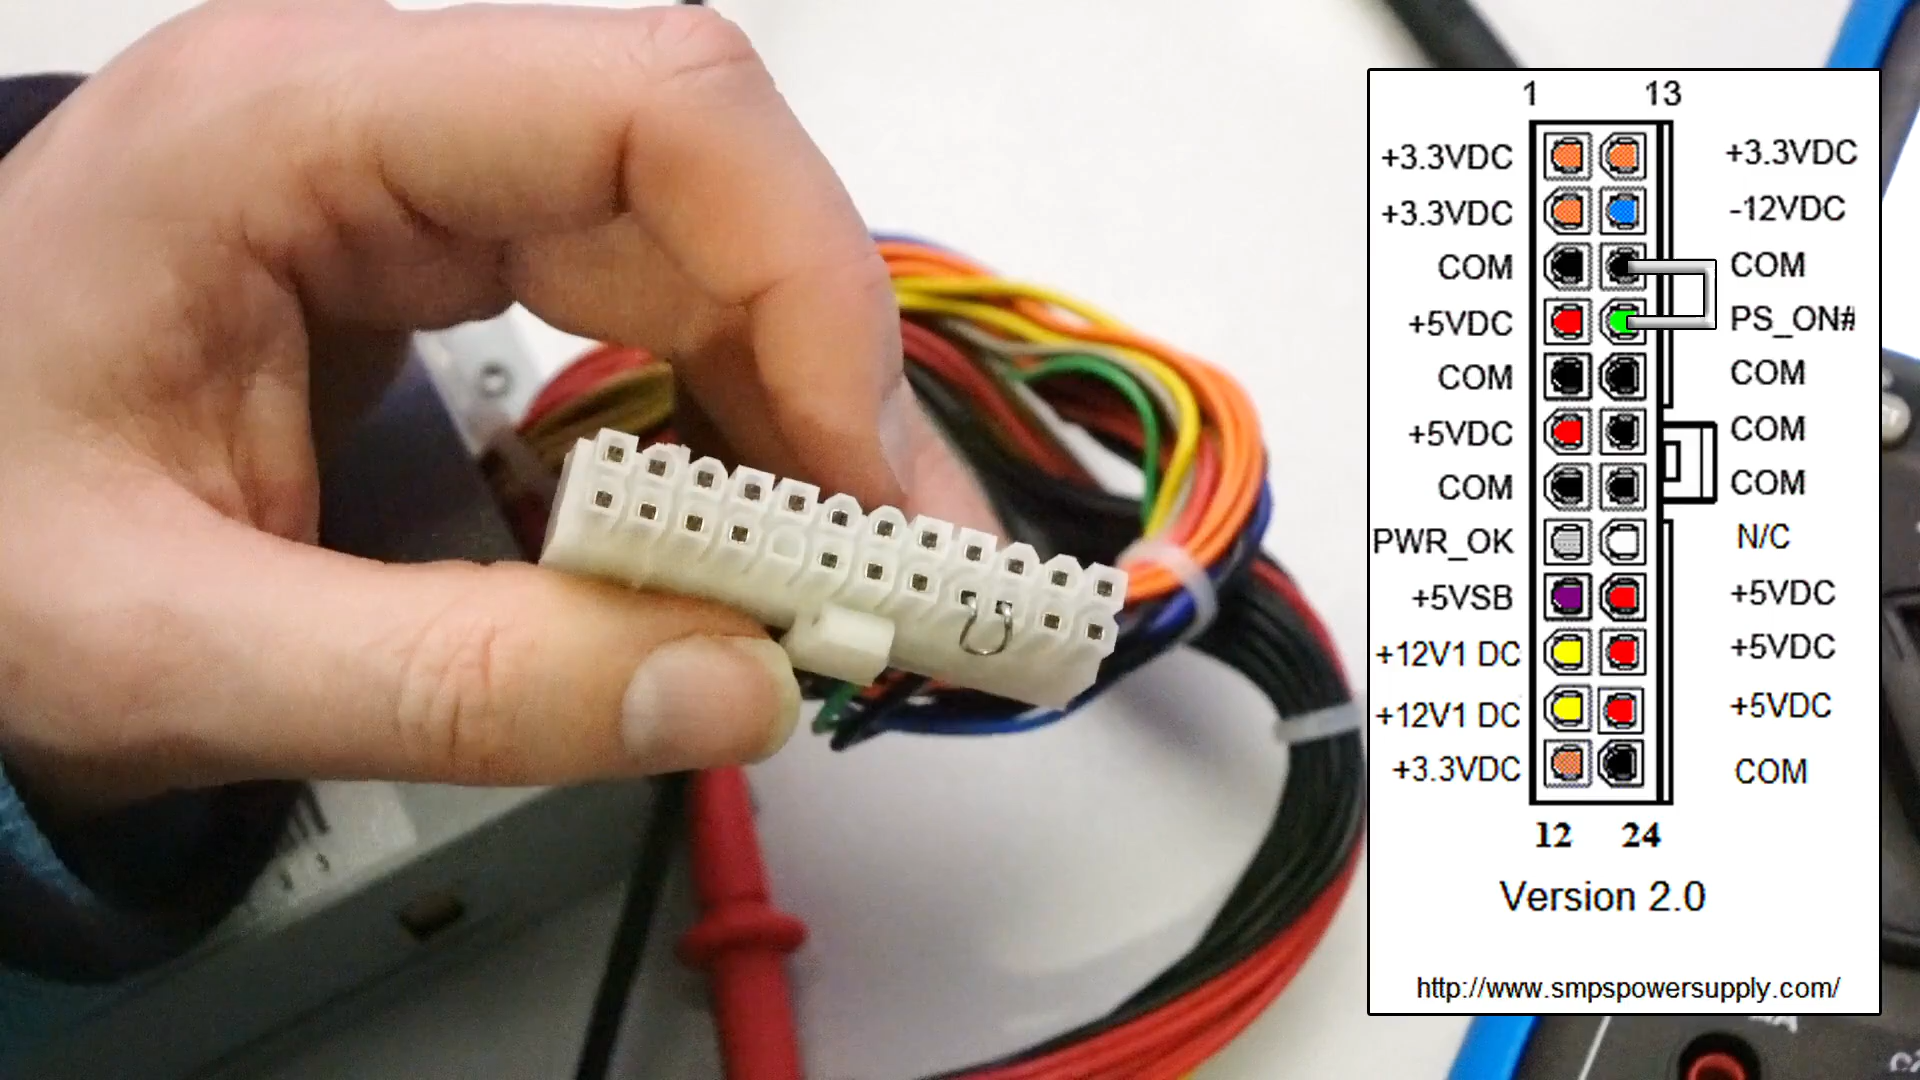 1 13
+3.3VDC +3.3VDC
+3.3VDC -12VDC
COM COM
+5VDC PS_ON#
COM COM
+5VDC COM
COM COM
PWR_OK N/C
+5VSB +5VDC
+12V1 DC +5VDC
+12V1 DC +5VDC
+3.3VDC COM
12 24
Version 2.0
http://www.smpspowersupply.com/